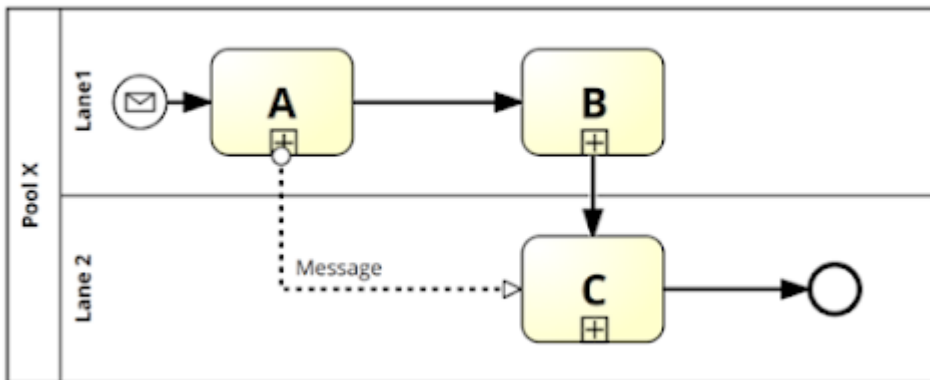 Pool X
Lane1
A
B
Lane 2
Message
C